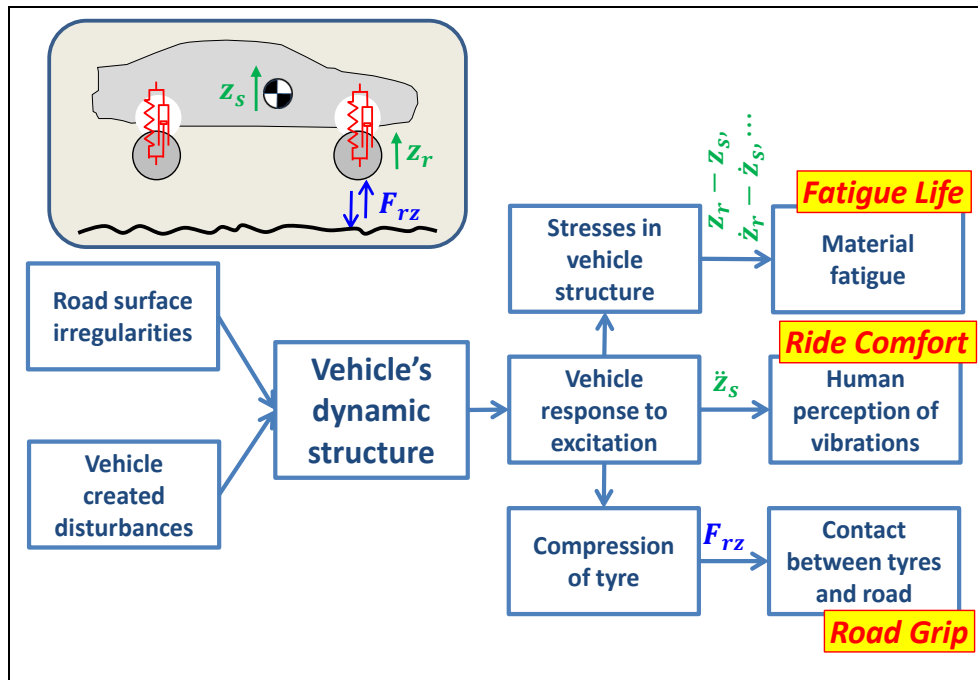 z_s
z_r
F_rz
Road surface
irregularities
Vehicle
created
disturbances
Vehicle's
dynamic
structure
Stresses in
vehicle
structure
z_r − z_s,
ż_r − ż_s, …
Fatigue Life
Material
fatigue
Vehicle
response to
excitation
z̈_s
Ride Comfort
Human
perception of
vibrations
Compression
of tyre
F_rz
Contact
between tyres
and road
Road Grip